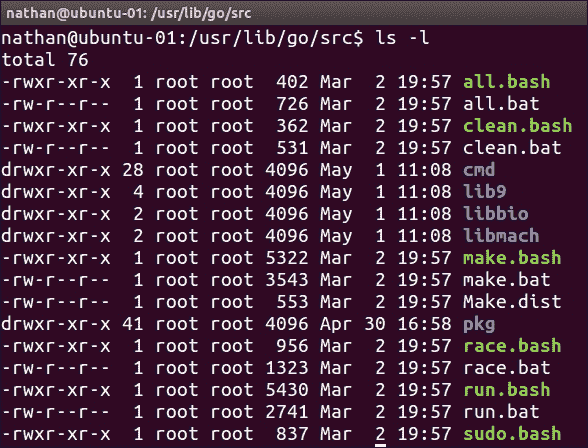 nathan@ubuntu-01: /usr/lib/go/src
nathan@ubuntu-01:/usr/lib/go/src$ ls -l
total 76
-rwxr-xr-x  1 root root  402 Mar  2 19:57 all.bash
-rw-r--r--  1 root root  726 Mar  2 19:57 all.bat
-rwxr-xr-x  1 root root  362 Mar  2 19:57 clean.bash
-rw-r--r--  1 root root  531 Mar  2 19:57 clean.bat
drwxr-xr-x 28 root root 4096 May  1 11:08 cmd
drwxr-xr-x  4 root root 4096 May  1 11:08 lib9
drwxr-xr-x  2 root root 4096 May  1 11:08 libbio
drwxr-xr-x  2 root root 4096 May  1 11:08 libmach
-rwxr-xr-x  1 root root 5322 Mar  2 19:57 make.bash
-rw-r--r--  1 root root 3543 Mar  2 19:57 make.bat
-rw-r--r--  1 root root  553 Mar  2 19:57 Make.dist
drwxr-xr-x 41 root root 4096 Apr 30 16:58 pkg
-rwxr-xr-x  1 root root  956 Mar  2 19:57 race.bash
-rw-r--r--  1 root root 1323 Mar  2 19:57 race.bat
-rwxr-xr-x  1 root root 5430 Mar  2 19:57 run.bash
-rw-r--r--  1 root root 2741 Mar  2 19:57 run.bat
-rwxr-xr-x  1 root root  837 Mar  2 19:57 sudo.bash